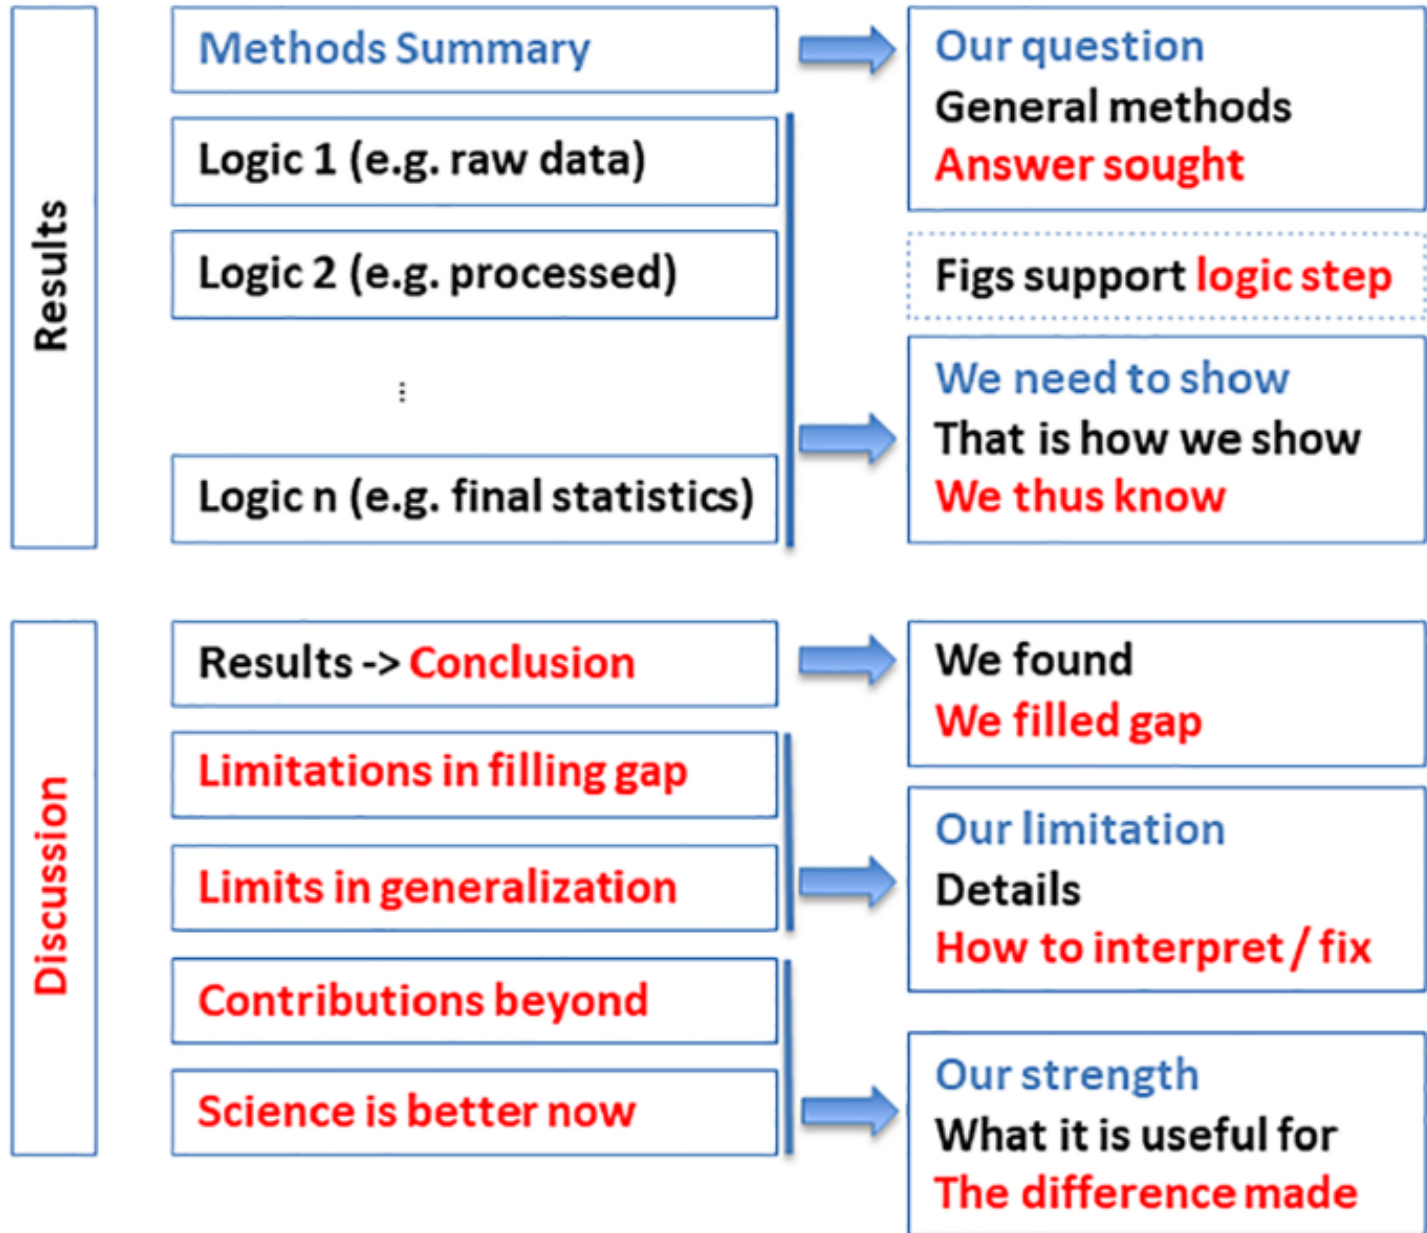 Results
Methods Summary
Logic 1 (e.g. raw data)
Logic 2 (e.g. processed)
...
Logic n (e.g. final statistics)
Our question
General methods
Answer sought
Figs support logic step
We need to show
That is how we show
We thus know
Discussion
Results -> Conclusion
Limitations in filling gap
Limits in generalization
Contributions beyond
Science is better now
We found
We filled gap
Our limitation
Details
How to interpret / fix
Our strength
What it is useful for
The difference made